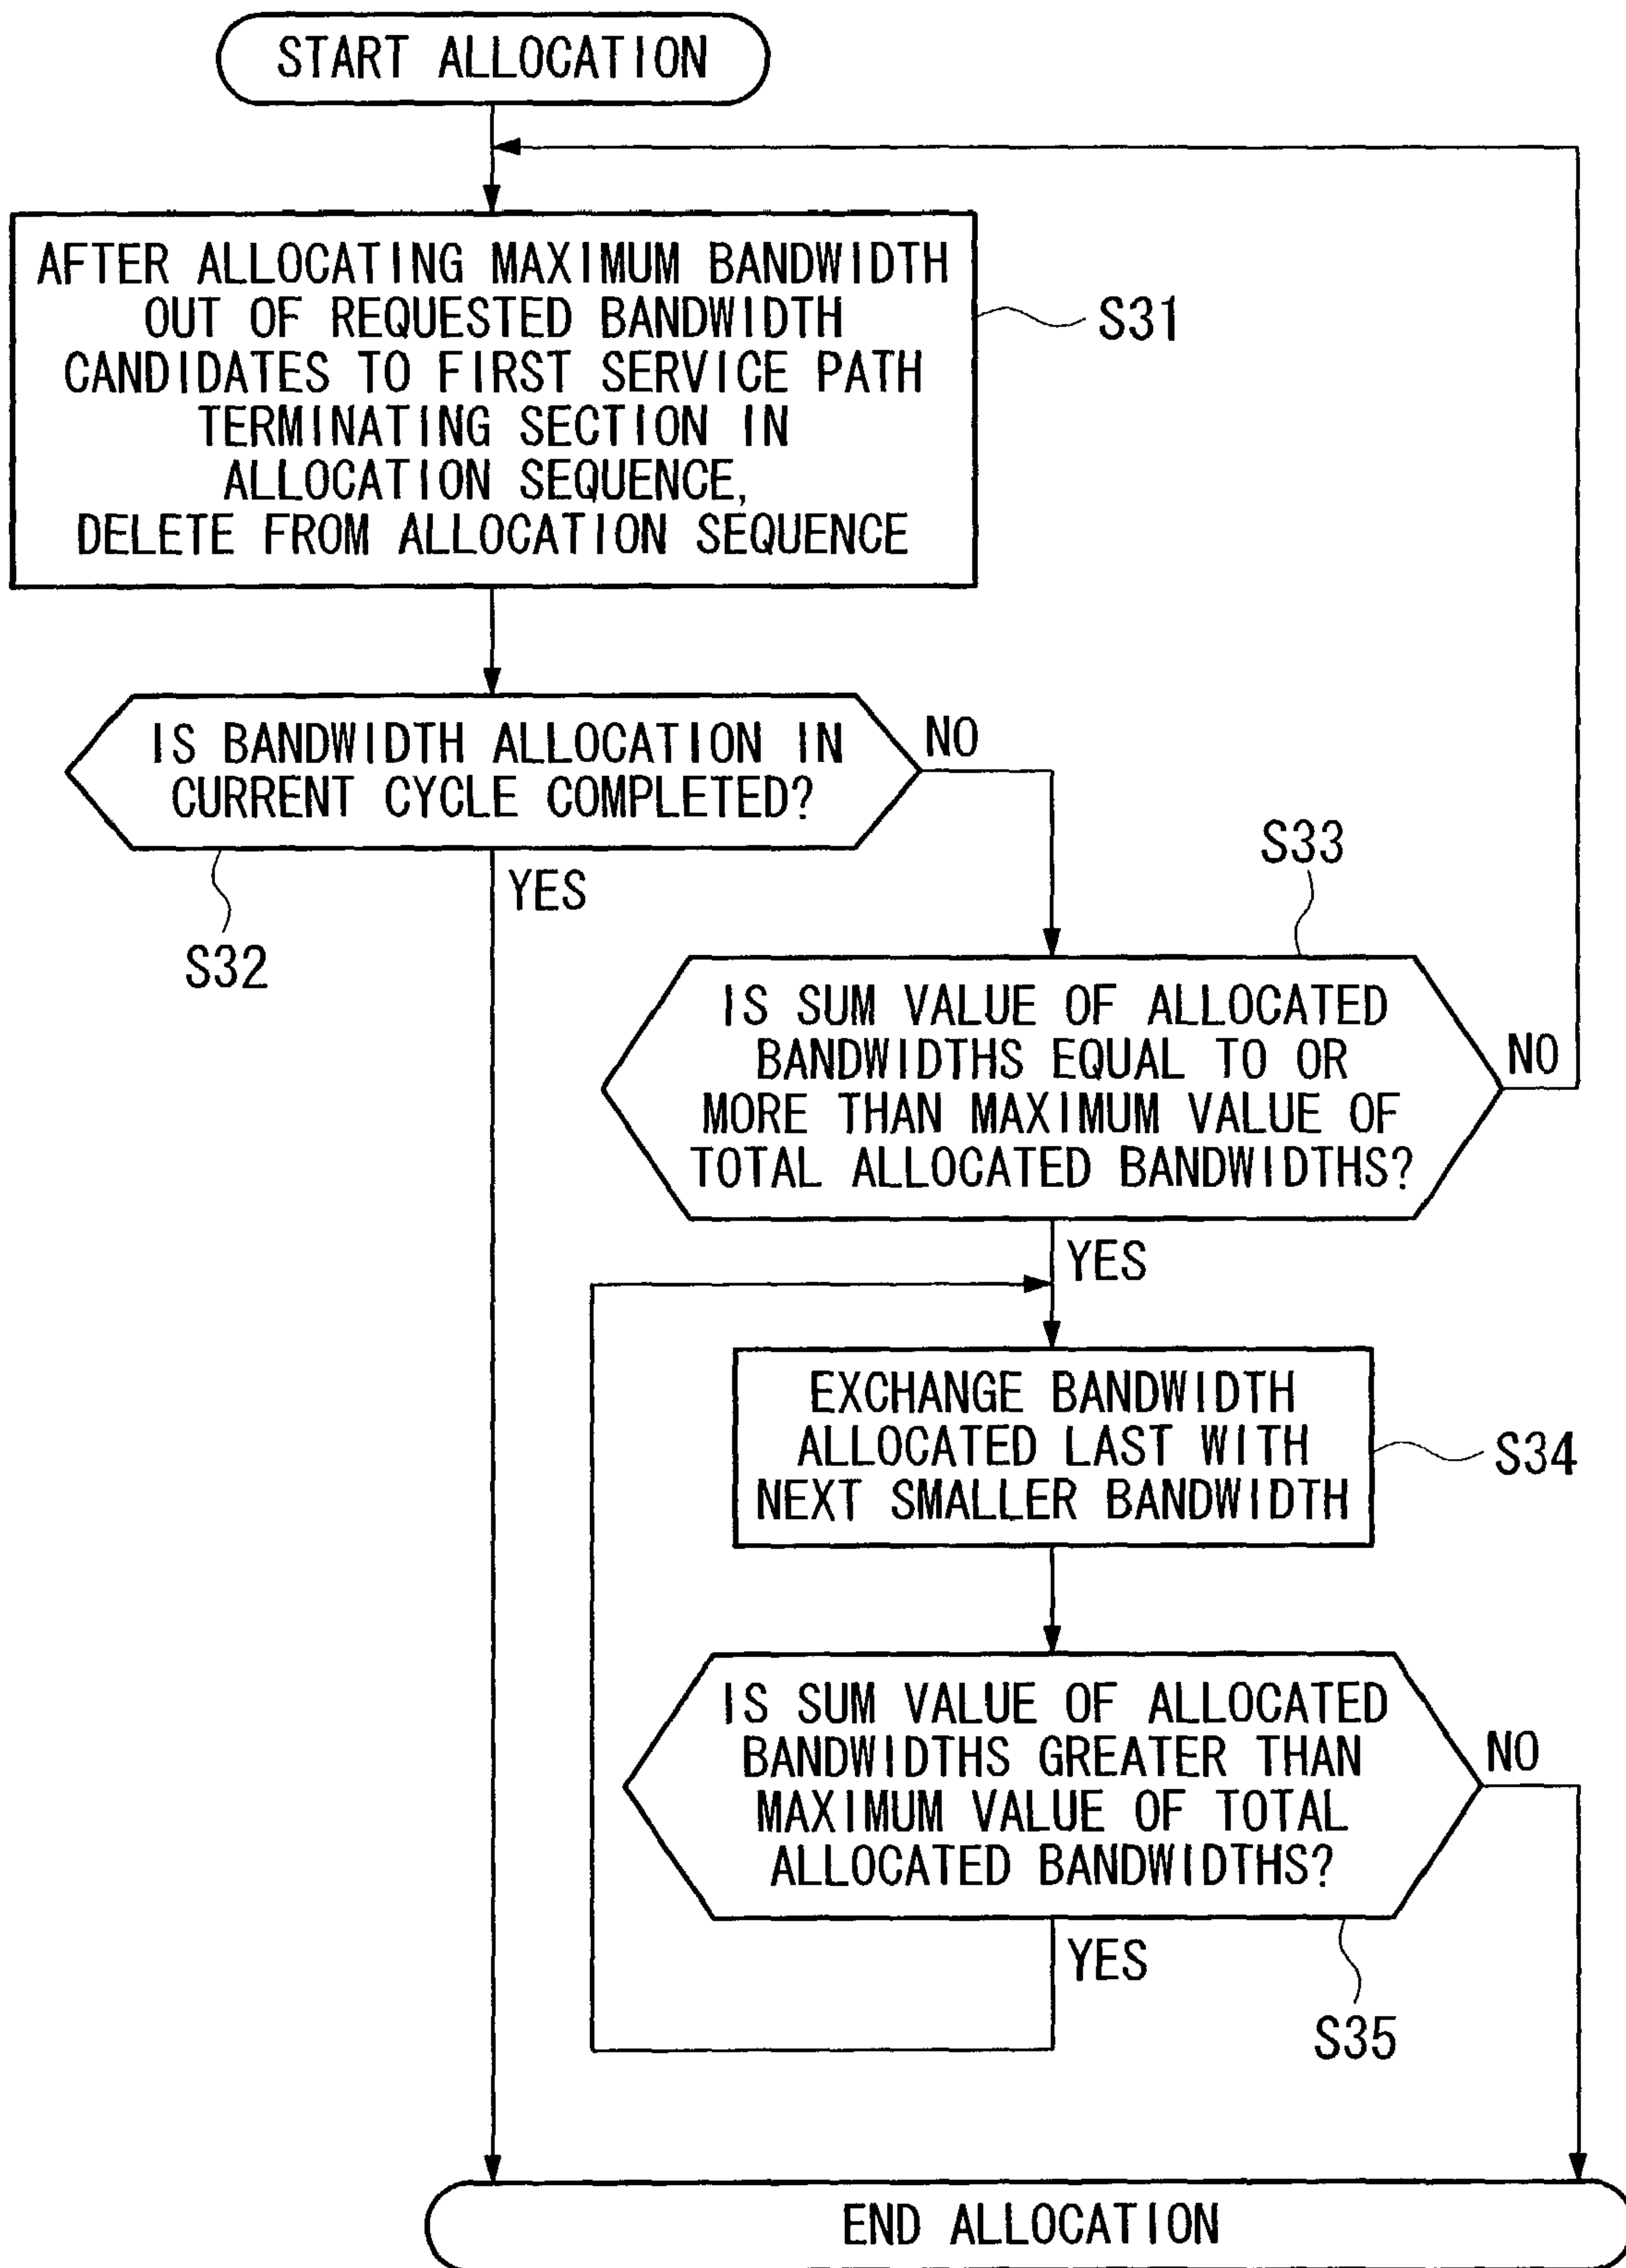 START ALLOCATION
AFTER ALLOCATING MAXIMUM BANDWIDTH
OUT OF REQUESTED BANDWIDTH
CANDIDATES TO FIRST SERVICE PATH
TERMINATING SECTION IN
ALLOCATION SEQUENCE,
DELETE FROM ALLOCATION SEQUENCE
S31
IS BANDWIDTH ALLOCATION IN
CURRENT CYCLE COMPLETED?
NO
YES
S32
S33
IS SUM VALUE OF ALLOCATED
BANDWIDTHS EQUAL TO OR
MORE THAN MAXIMUM VALUE OF
TOTAL ALLOCATED BANDWIDTHS?
NO
YES
EXCHANGE BANDWIDTH
ALLOCATED LAST WITH
NEXT SMALLER BANDWIDTH
S34
IS SUM VALUE OF ALLOCATED
BANDWIDTHS GREATER THAN
MAXIMUM VALUE OF TOTAL
ALLOCATED BANDWIDTHS?
NO
YES
S35
END ALLOCATION